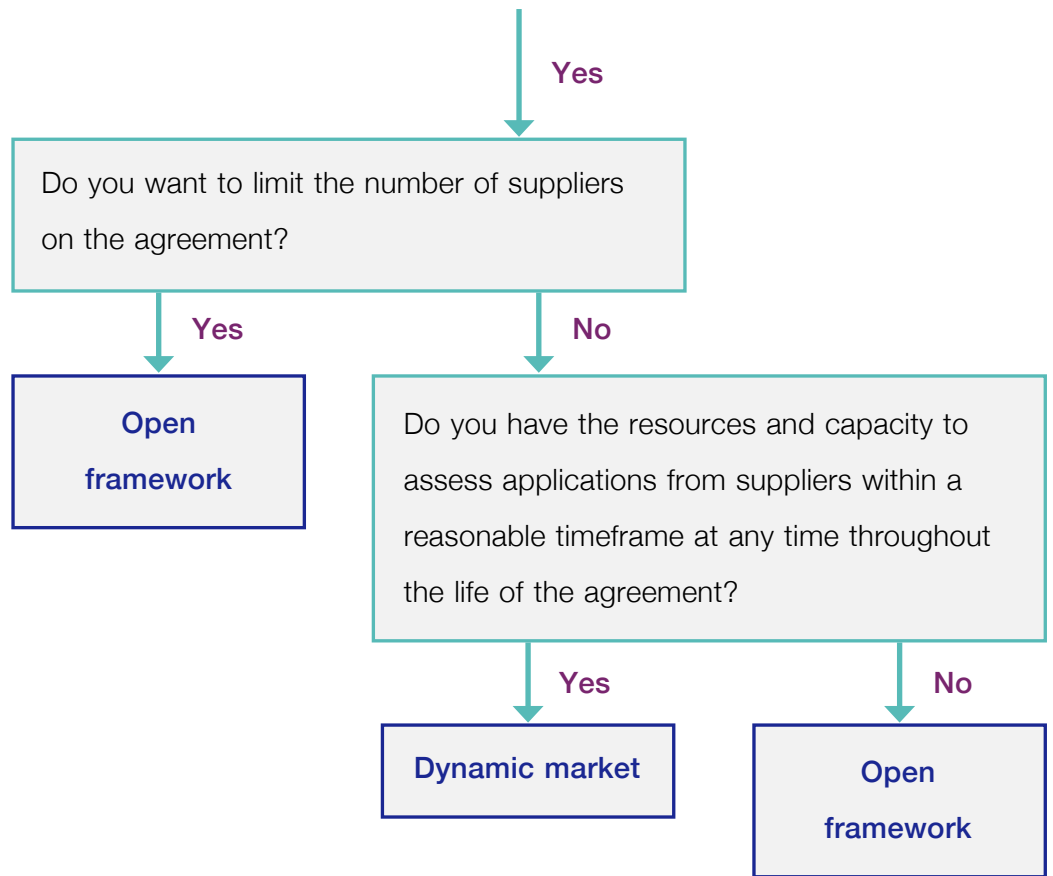 Yes
Do you want to limit the number of suppliers
on the agreement?
Yes
No
Open
framework
Do you have the resources and capacity to
assess applications from suppliers within a
reasonable timeframe at any time throughout
the life of the agreement?
Yes
No
Dynamic market
Open
framework